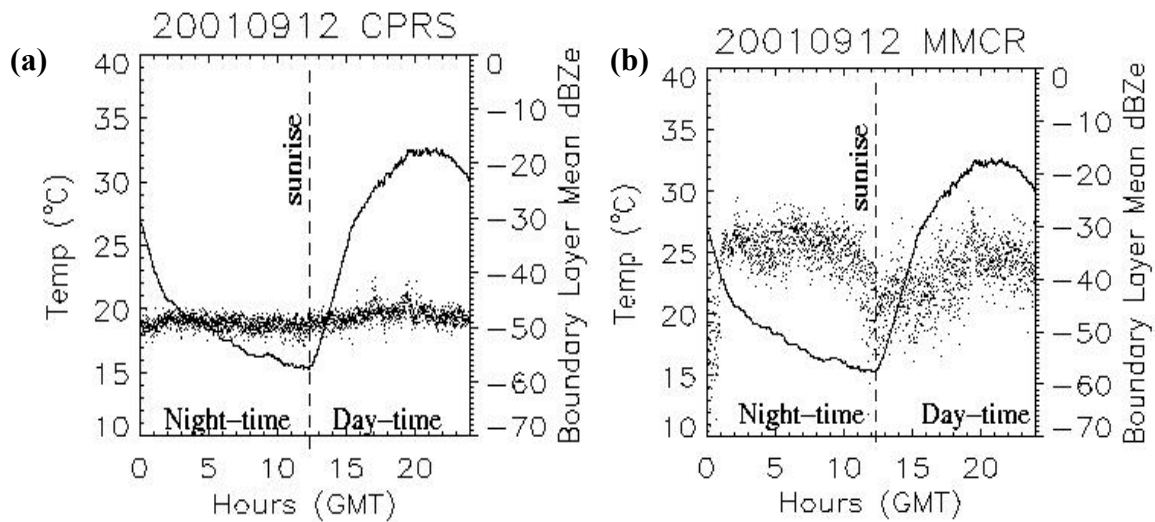 (a)
20010912 CPRS
40
35
30
25
20
15
10
Temp (°C)
0
−10
−20
−30
−40
−50
−60
−70
Boundary Layer Mean dBZe
sunrise
Night−time
Day−time
0 5 10 15 20
Hours (GMT)
(b)
20010912 MMCR
40
35
30
25
20
15
10
Temp (°C)
0
−10
−20
−30
−40
−50
−60
−70
Boundary Layer Mean dBZe
sunrise
Night−time
Day−time
0 5 10 15 20
Hours (GMT)